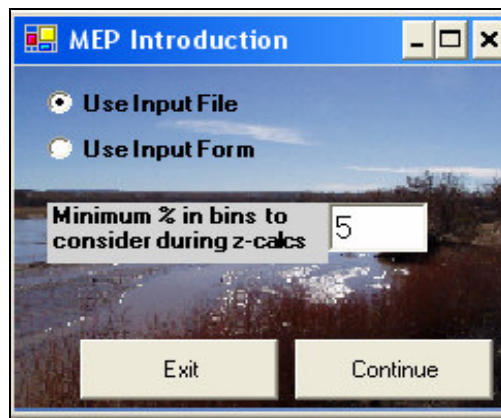 MEP Introduction
Use Input File
Use Input Form
Minimum % in bins to
consider during z-calcs
5
Exit
Continue